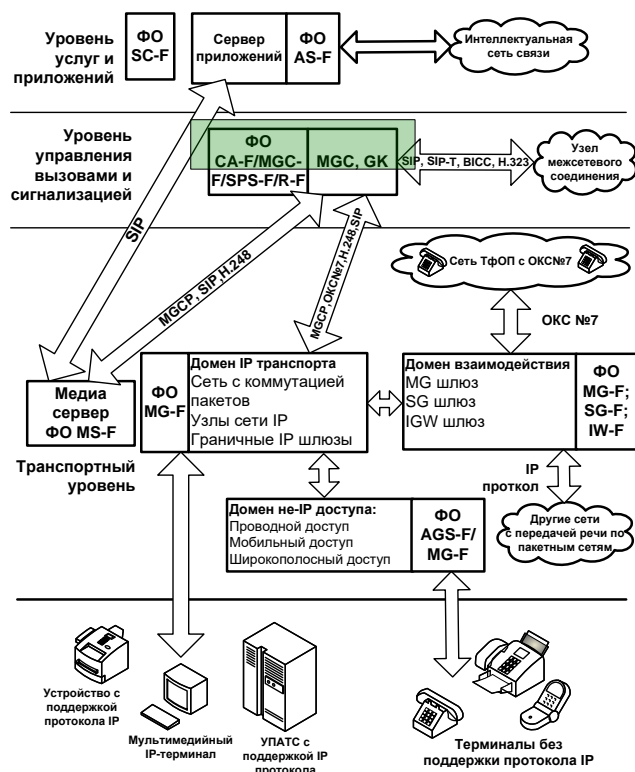 Уровень
услуг и
приложений
ФО
SC-F
Сервер
приложений
ФО
AS-F
Интеллектуальная
сеть связи
Уровень
управления
вызовами и
сигнализацией
ФО
CA-F/MGC-
F/SPS-F/R-F
MGC, GK
SIP, SIP-T, BICC, H.323
Узел
межсетевого
соединения
SIP
MGCP, SIP,H.248
MGCP,ОКС№7,H.248,SIP
Сеть ТфОП с ОКС№7
ОКС №7
Медиа
сервер
ФО MS-F
Транспортный
уровень
ФО
MG-F
Домен IP транспорта
Сеть с коммутацией
пакетов
Узлы сети IP
Граничные IP шлюзы
Домен взаимодействия
MG шлюз
SG шлюз
IGW шлюз
ФО
MG-F;
SG-F;
IW-F
IP
проткол
Домен не-IP доступа:
Проводной доступ
Мобильный доступ
Широкополосный доступ
ФО
AGS-F/
MG-F
Другие сети
с передачей речи по
пакетным сетям
Устройство с
поддержкой
протокола IP
Мультимедийный
IP-терминал
УПАТС с
поддержкой IP
протокола
Терминалы без
поддержки протокола IP